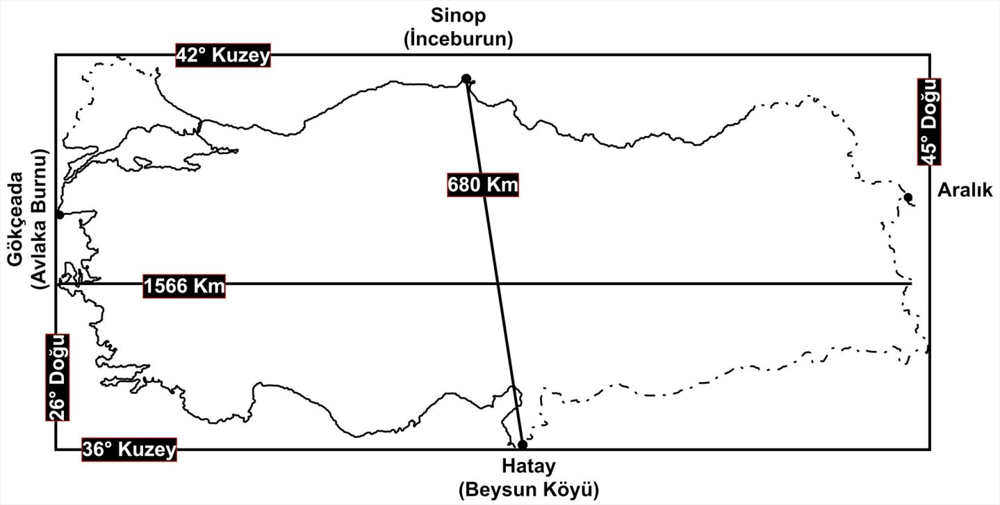 Sinop
(İnceburun)
42° Kuzey
45° Doğu
Gökçeada
(Avlaka Burnu)
680 Km
Aralık
1566 Km
26° Doğu
36° Kuzey
Hatay
(Beysun Köyü)